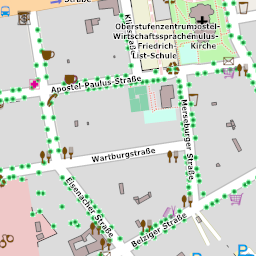 Straße
Oberstufenzentrum
Wirtschaftssprachen
Friedrich-
List-Schule
Kirche
Apostel-Paulus-Straße
Merseburger Straße
Wartburgstraße
Eisenacher Straße
Belziger Straße
P